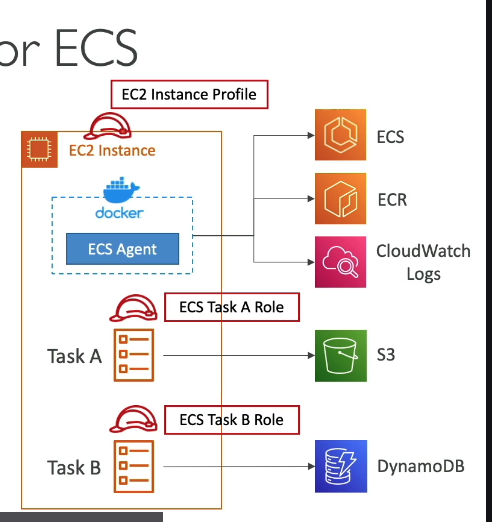 or ECS
EC2 Instance Profile
EC2 Instance
docker
ECS Agent
ECS
ECR
CloudWatch
Logs
ECS Task A Role
Task A
S3
ECS Task B Role
Task B
DynamoDB